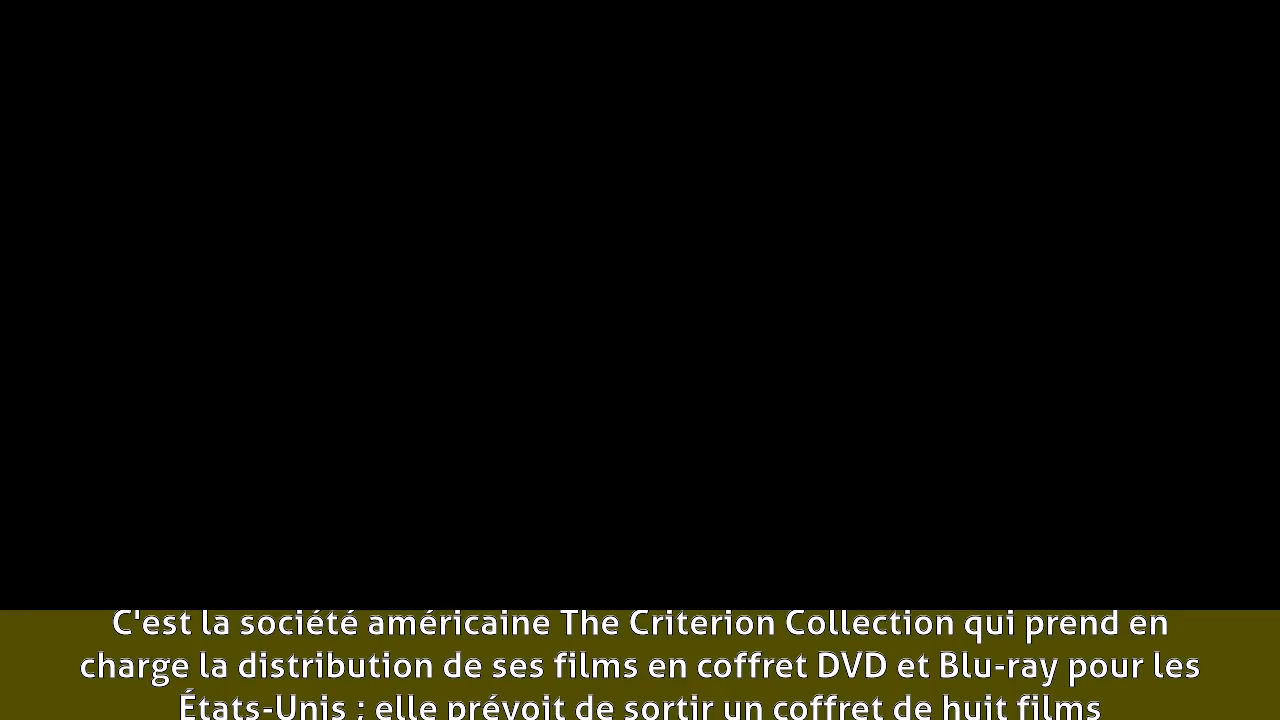 C'est la société américaine The Criterion Collection qui prend en
charge la distribution de ses films en coffret DVD et Blu-ray pour les
États-Unis ; elle prévoit de sortir un coffret de huit films